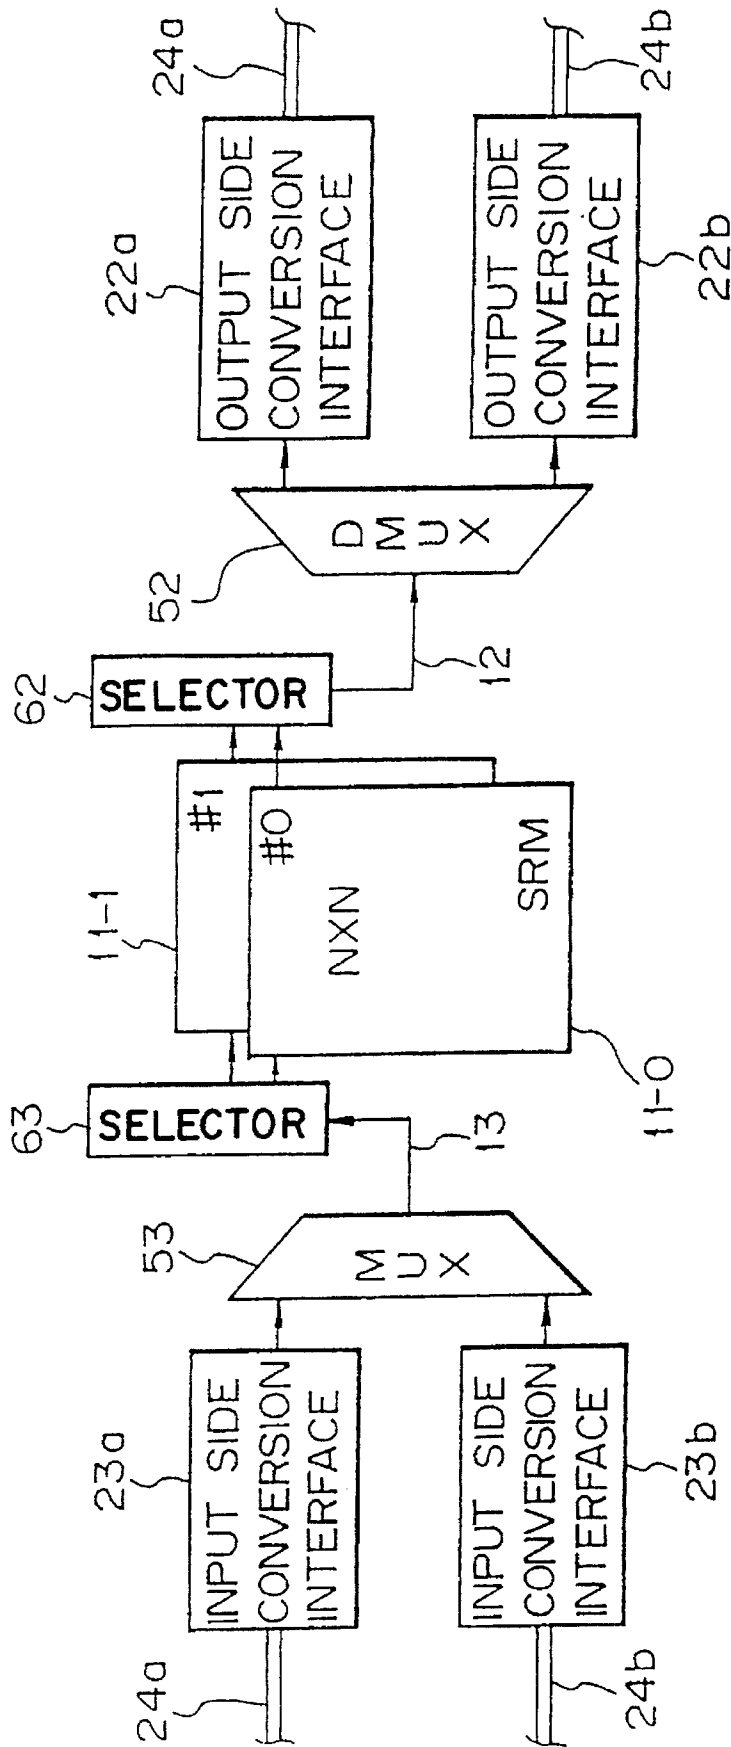 24a
INPUT SIDE
CONVERSION
INTERFACE
23a
24b
INPUT SIDE
CONVERSION
INTERFACE
23b
53
MUX
13
63
SELECTOR
11-1
#1
#0
NXN
SRM
11-0
62
SELECTOR
12
52
DMUX
22a
OUTPUT SIDE
CONVERSION
INTERFACE
24a
22b
OUTPUT SIDE
CONVERSION
INTERFACE
24b